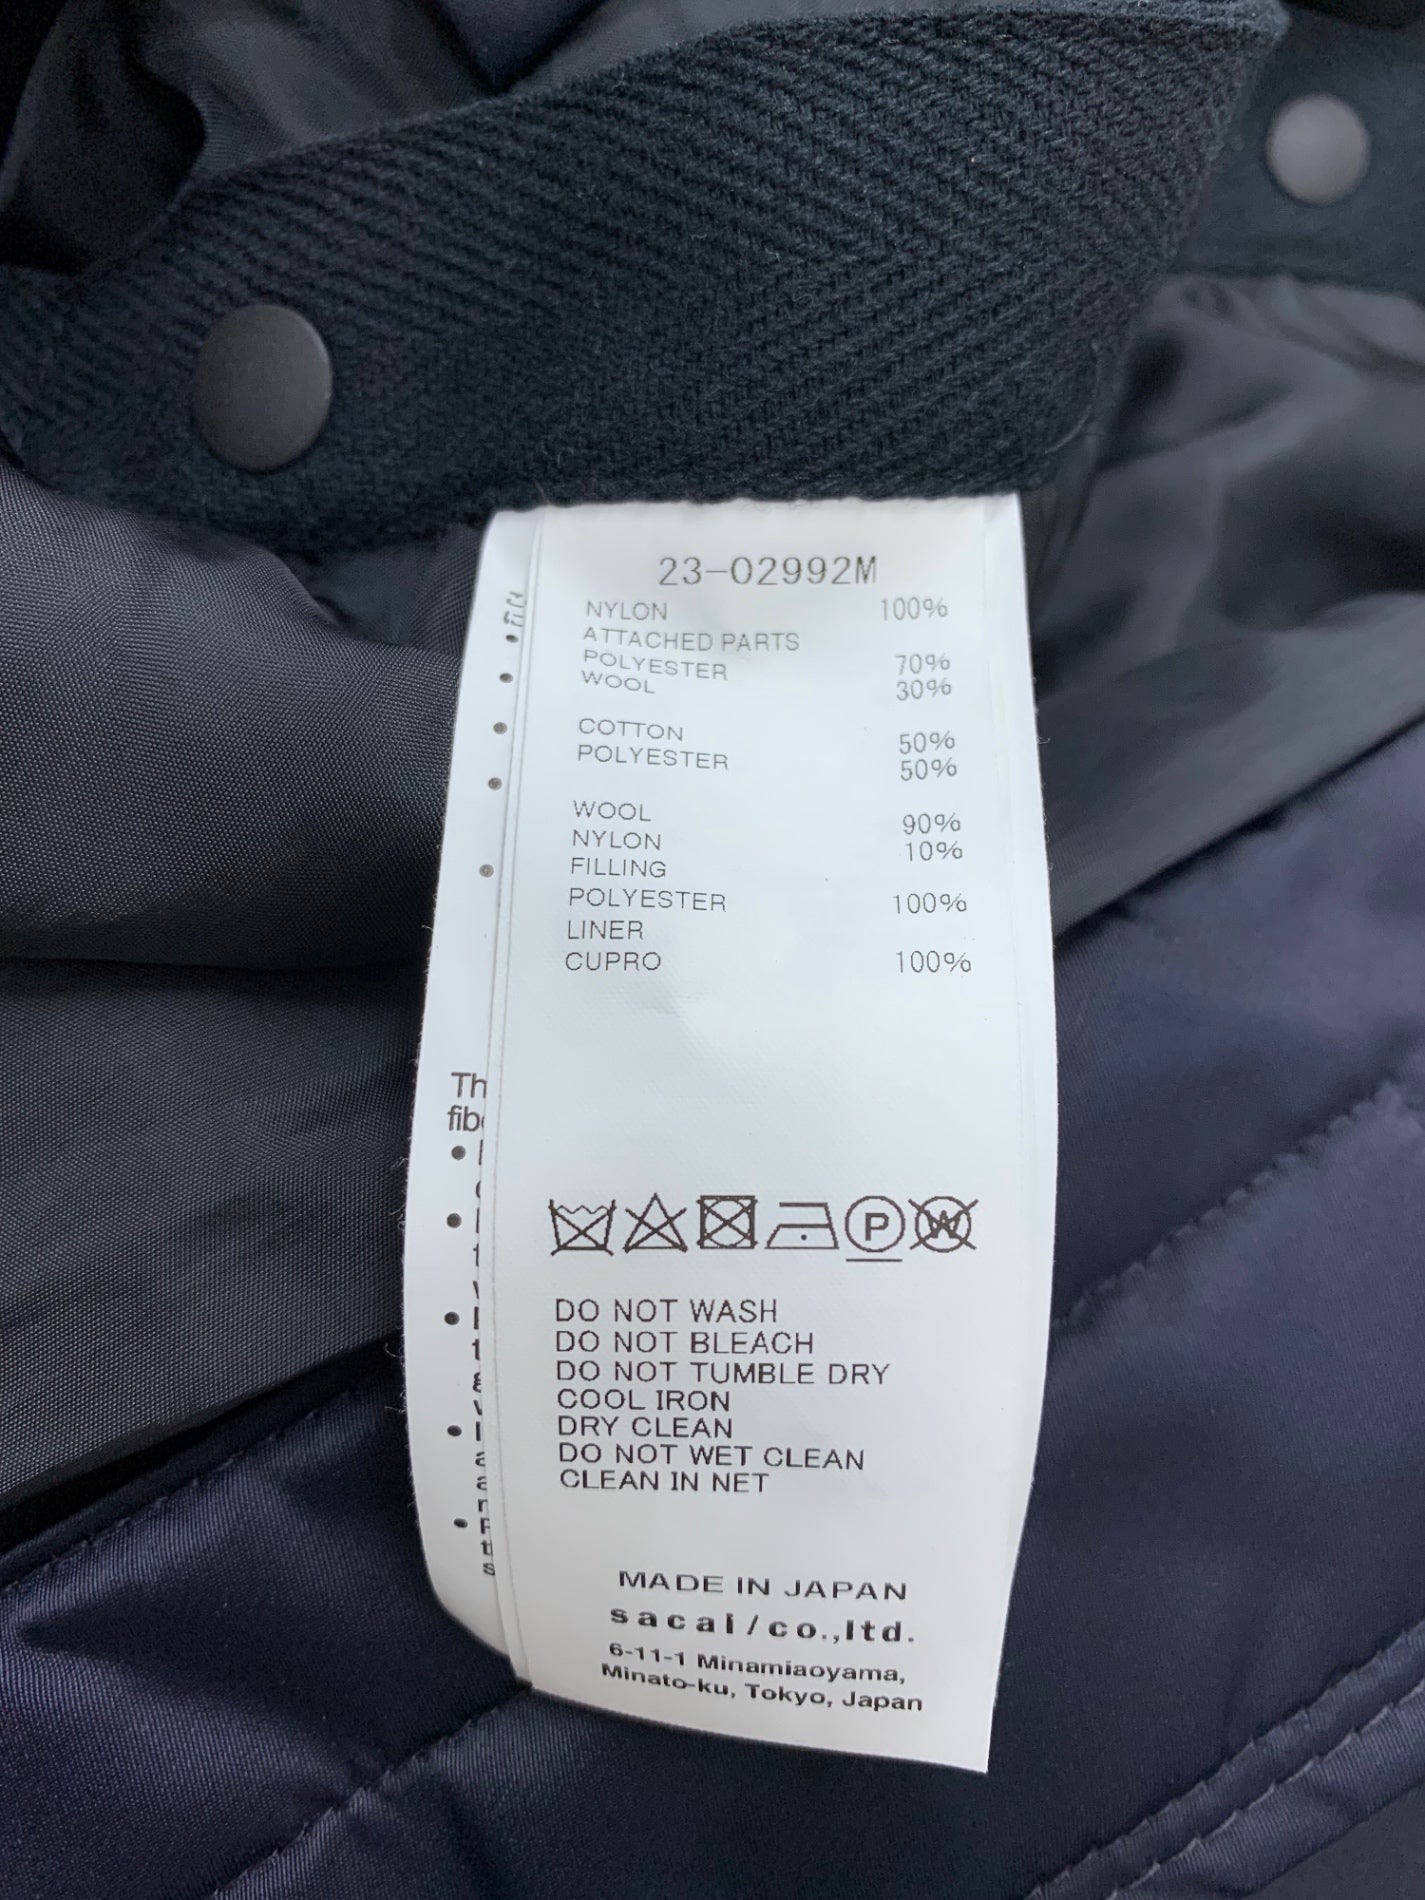 23-02992M
NYLON 100%
ATTACHED PARTS
POLYESTER 70%
WOOL 30%
COTTON 50%
POLYESTER 50%
WOOL 90%
NYLON 10%
FILLING
POLYESTER 100%
LINER
CUPRO 100%
P W
DO NOT WASH
DO NOT BLEACH
DO NOT TUMBLE DRY
COOL IRON
DRY CLEAN
DO NOT WET CLEAN
CLEAN IN NET
MADE IN JAPAN
sacai/co.,ltd.
6-11-1 Minamiaoyama,
Minato-ku, Tokyo, Japan